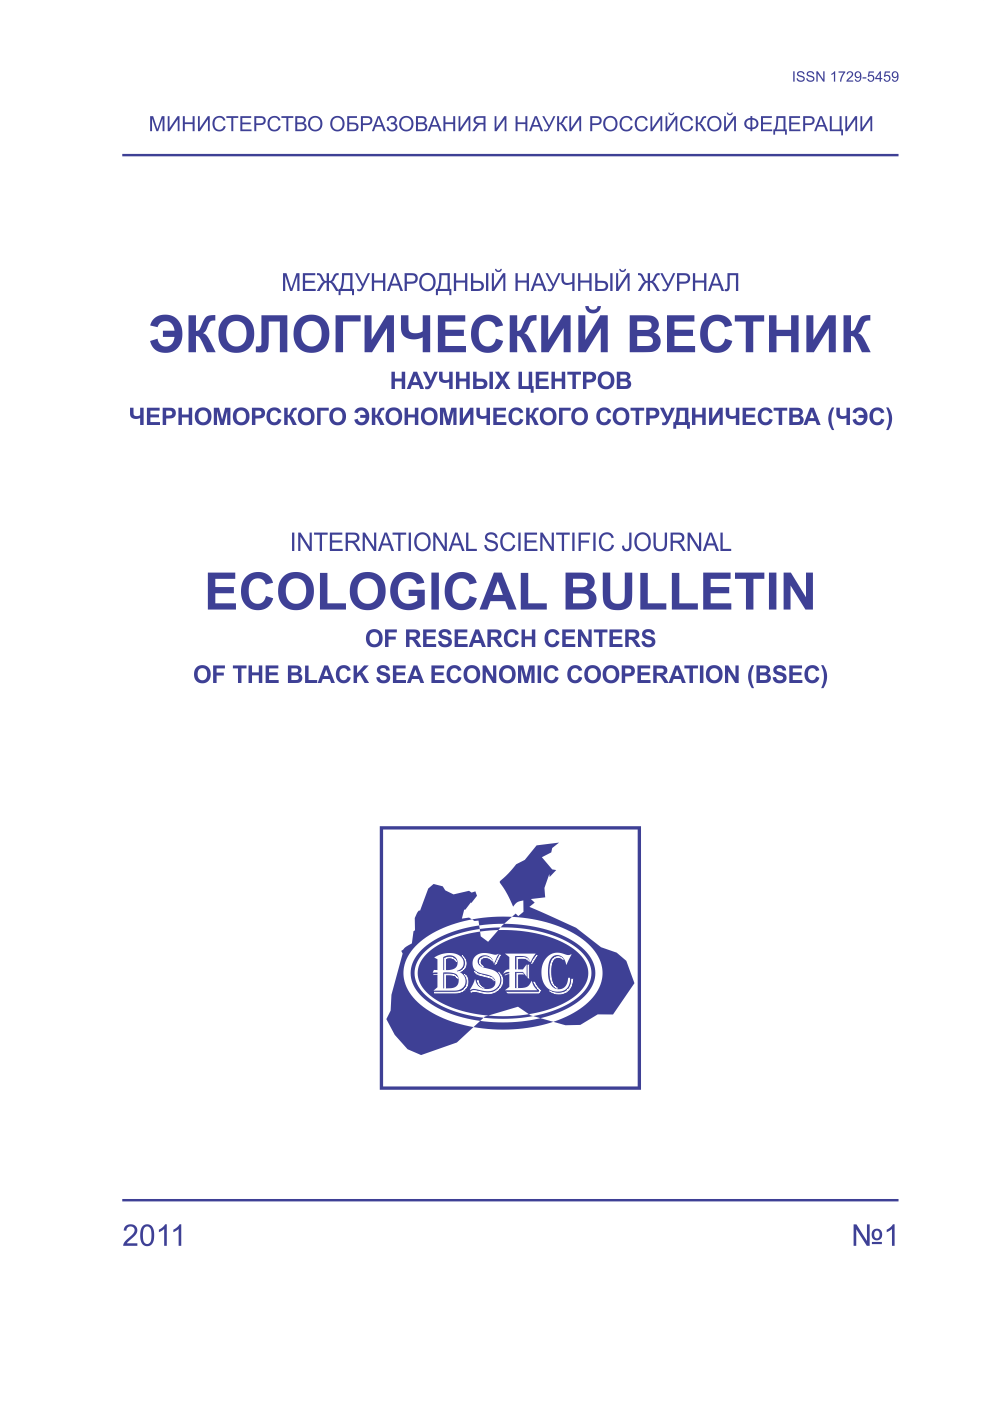 ISSN 1729-5459
МИНИСТЕРСТВО ОБРАЗОВАНИЯ И НАУКИ РОССИЙСКОЙ ФЕДЕРАЦИИ
МЕЖДУНАРОДНЫЙ НАУЧНЫЙ ЖУРНАЛ
ЭКОЛОГИЧЕСКИЙ ВЕСТНИК
НАУЧНЫХ ЦЕНТРОВ
ЧЕРНОМОРСКОГО ЭКОНОМИЧЕСКОГО СОТРУДНИЧЕСТВА (ЧЭС)
INTERNATIONAL SCIENTIFIC JOURNAL
ECOLOGICAL BULLETIN
OF RESEARCH CENTERS
OF THE BLACK SEA ECONOMIC COOPERATION (BSEC)
BSEC
2011 №1